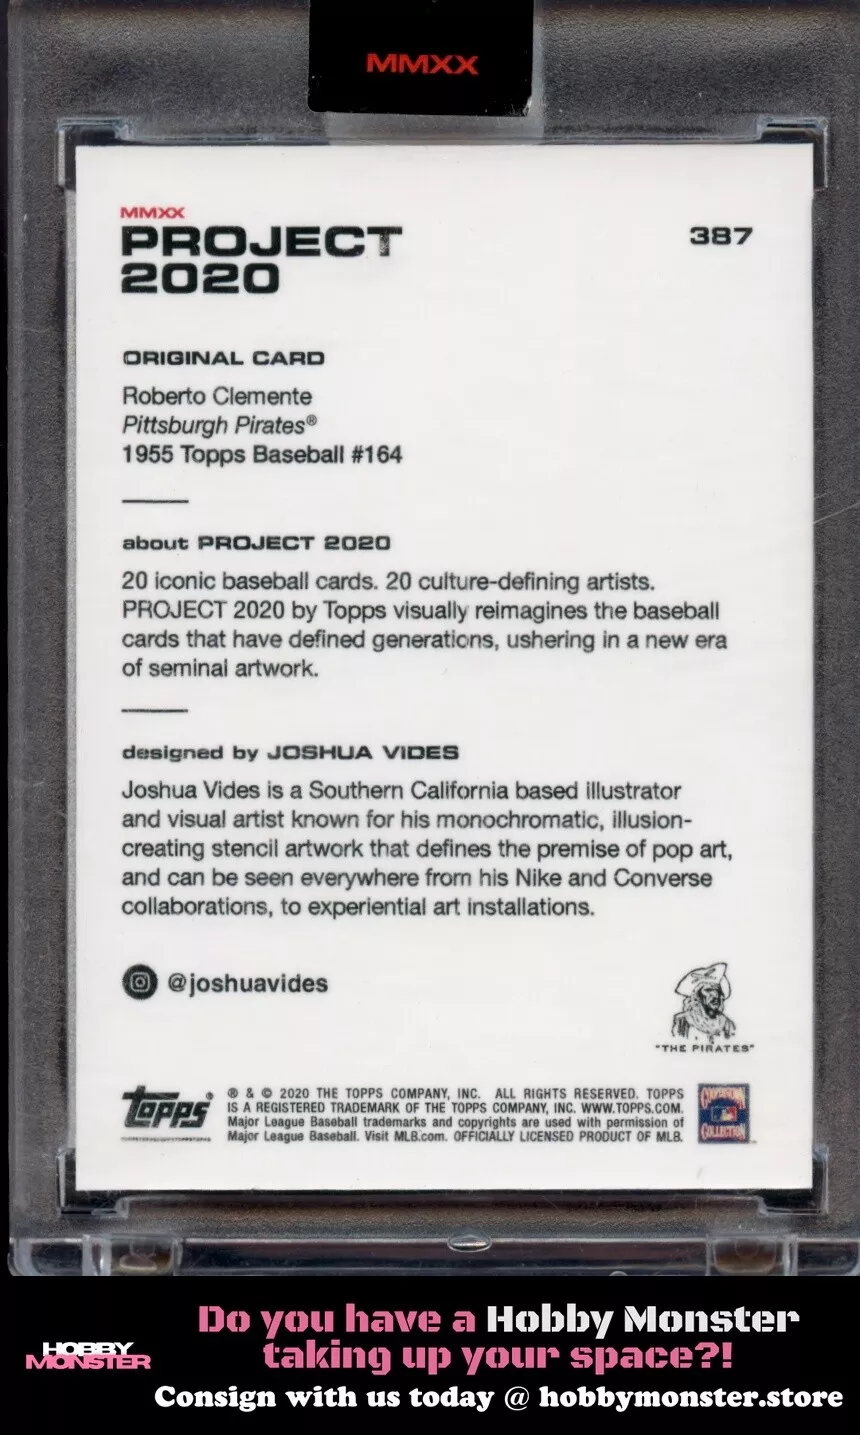 MMXX
MMXX
PROJECT
2020
387
ORIGINAL CARD
Roberto Clemente
Pittsburgh Pirates®
1955 Topps Baseball #164
about PROJECT 2020
20 iconic baseball cards. 20 culture-defining artists.
PROJECT 2020 by Topps visually reimagines the baseball
cards that have defined generations, ushering in a new era
of seminal artwork.
designed by JOSHUA VIDES
Joshua Vides is a Southern California based illustrator
and visual artist known for his monochromatic, illusion-
creating stencil artwork that defines the premise of pop art,
and can be seen everywhere from his Nike and Converse
collaborations, to experiential art installations.
@joshuavides
"THE PIRATES"
topps®
® & © 2020 THE TOPPS COMPANY, INC. ALL RIGHTS RESERVED. TOPPS
IS A REGISTERED TRADEMARK OF THE TOPPS COMPANY, INC. WWW.TOPPS.COM.
Major League Baseball trademarks and copyrights are used with permission of
Major League Baseball. Visit MLB.com. OFFICIALLY LICENSED PRODUCT OF MLB.
COOPERSTOWN
COLLECTION
Do you have a Hobby Monster
taking up your space?!
HOBBY
MONSTER
Consign with us today @ hobbymonster.store